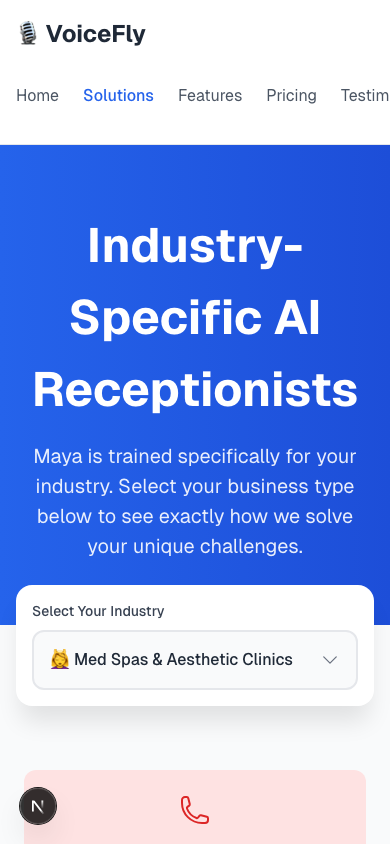 VoiceFly
Home Solutions Features Pricing Testim
Industry-
Specific AI
Receptionists
Maya is trained specifically for your
industry. Select your business type
below to see exactly how we solve
your unique challenges.
Select Your Industry
Med Spas & Aesthetic Clinics
N